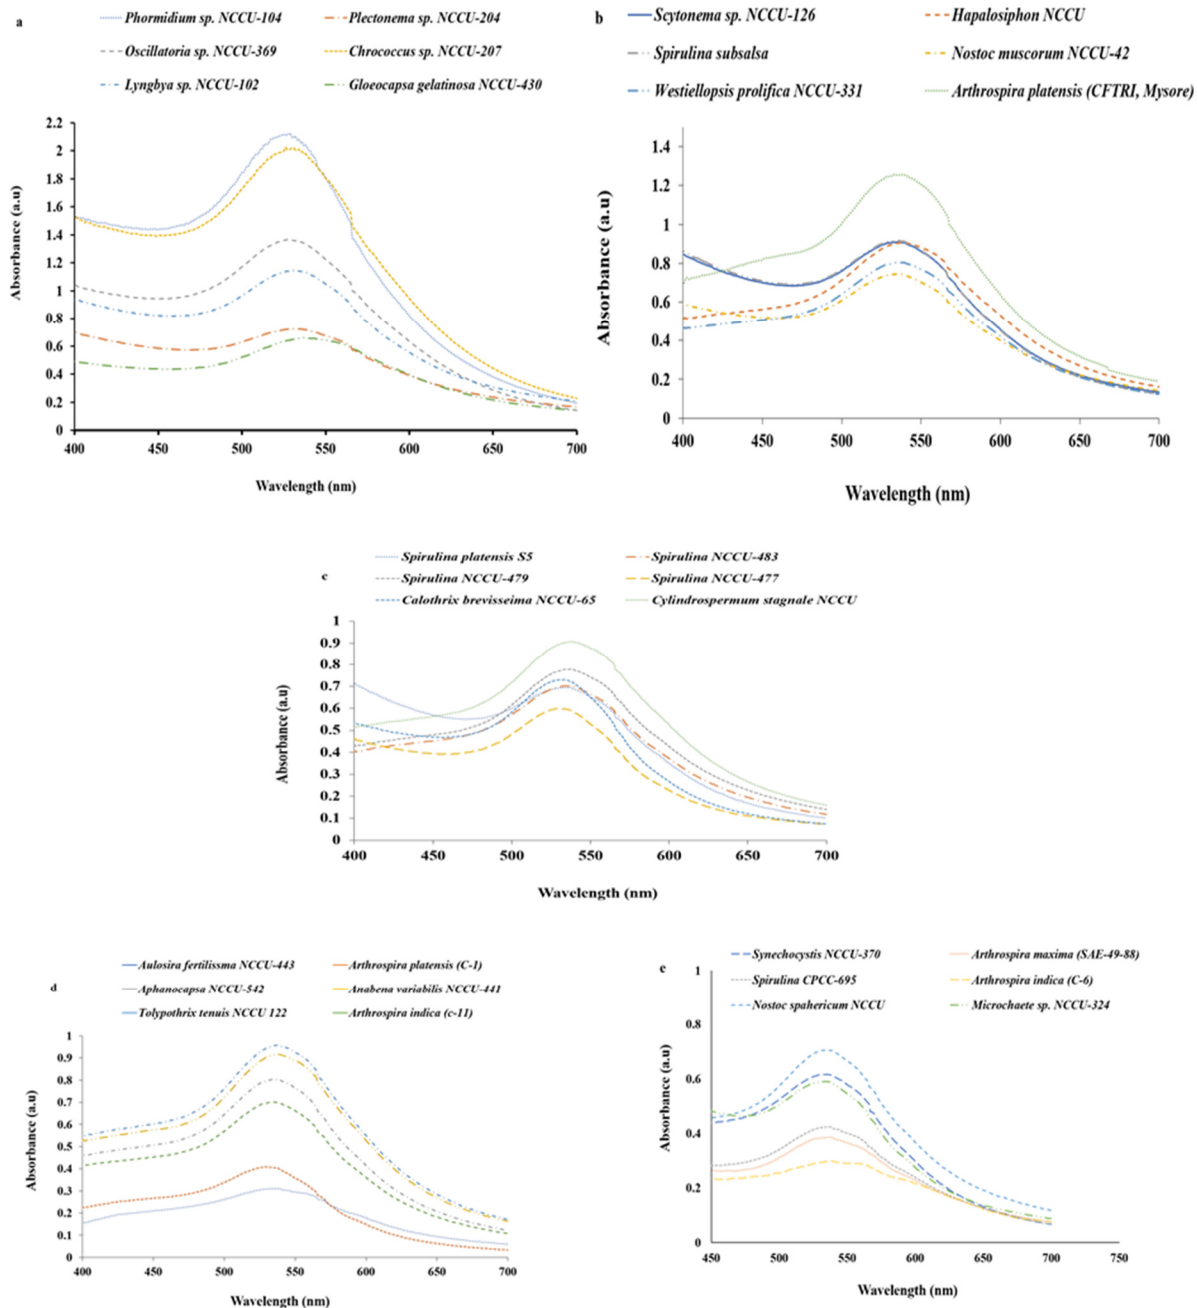 a
Phormidium sp. NCCU-104 Plectonema sp. NCCU-204
Oscillatoria sp. NCCU-369 Chrococcus sp. NCCU-207
Lyngbya sp. NCCU-102 Gloeocapsa gelatinosa NCCU-430
2.2
2
1.8
1.6
1.4
1.2
1
0.8
0.6
0.4
0.2
0
Absorbance (a.u)
400 450 500 550 600 650 700
Wavelength (nm)
b
Scytonema sp. NCCU-126 Hapalosiphon NCCU
Spirulina subsalsa Nostoc muscorum NCCU-42
Westiellopsis prolifica NCCU-331 Arthrospira platensis (CFTRI, Mysore)
1.4
1.2
1
0.8
0.6
0.4
0.2
0
Absorbance (a.u)
400 450 500 550 600 650 700
Wavelength (nm)
c
Spirulina platensis S5 Spirulina NCCU-483
Spirulina NCCU-479 Spirulina NCCU-477
Calothrix brevisseima NCCU-65 Cylindrospermum stagnale NCCU
1
0.9
0.8
0.7
0.6
0.5
0.4
0.3
0.2
0.1
0
Absorbance (a.u)
400 450 500 550 600 650 700
Wavelength (nm)
d
Aulosira fertilissma NCCU-443 Arthrospira platensis (C-1)
Aphanocapsa NCCU-542 Anabena variabilis NCCU-441
Tolypothrix tenuis NCCU 122 Arthrospira indica (c-11)
1
0.9
0.8
0.7
0.6
0.5
0.4
0.3
0.2
0.1
0
Absorbance (a.u)
400 450 500 550 600 650 700
Wavelength (nm)
e
Synechocystis NCCU-370 Arthrospira maxima (SAE-49-88)
Spirulina CPCC-695 Arthrospira indica (C-6)
Nostoc spahericum NCCU Microchaete sp. NCCU-324
1
0.8
0.6
0.4
0.2
0
Absorbance (a.u)
450 500 550 600 650 700 750
Wavelength (nm)